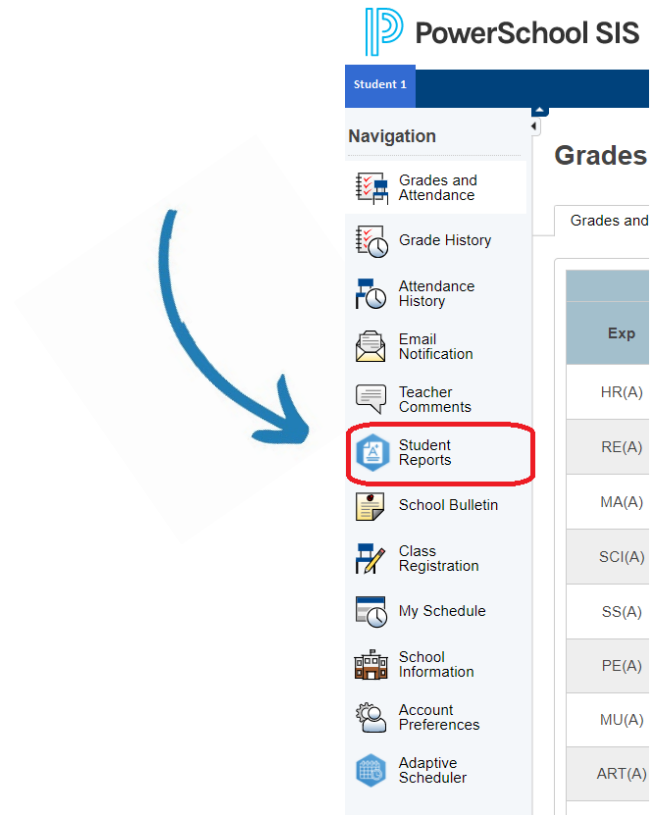 PowerSchool SIS
Student 1
Navigation
Grades and
Attendance
Grade History
Attendance
History
Email
Notification
Teacher
Comments
Student
Reports
School Bulletin
Class
Registration
My Schedule
School
Information
Account
Preferences
Adaptive
Scheduler
Grades
Grades and
Exp
HR(A)
RE(A)
MA(A)
SCI(A)
SS(A)
PE(A)
MU(A)
ART(A)